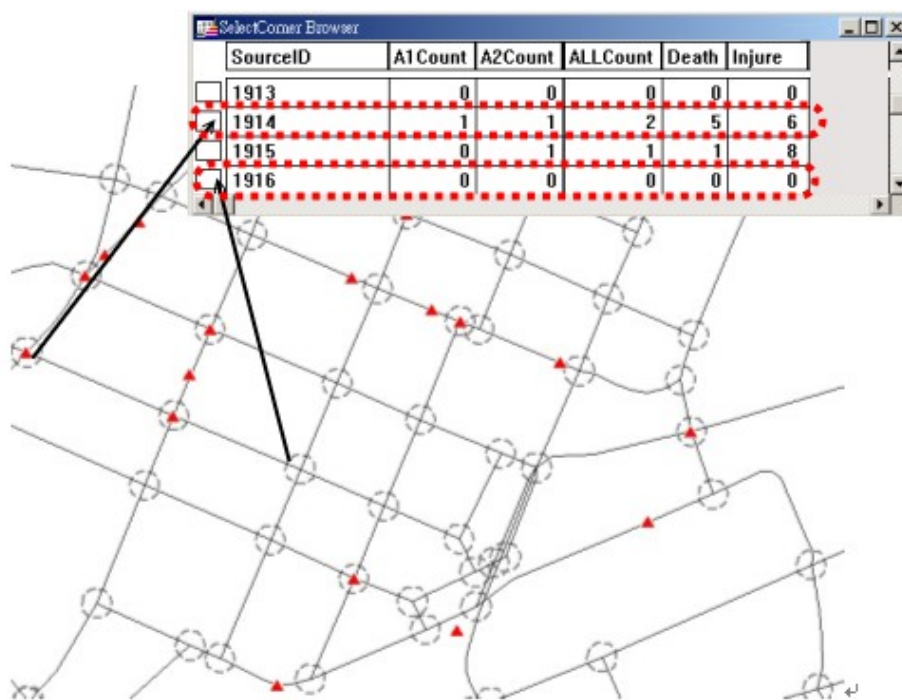 SelectCorner Browser
SourceID A1Count A2Count ALLCount Death Injure
1913 0 0 0 0 0
1914 1 1 2 5 6
1915 0 1 1 1 8
1916 0 0 0 0 0